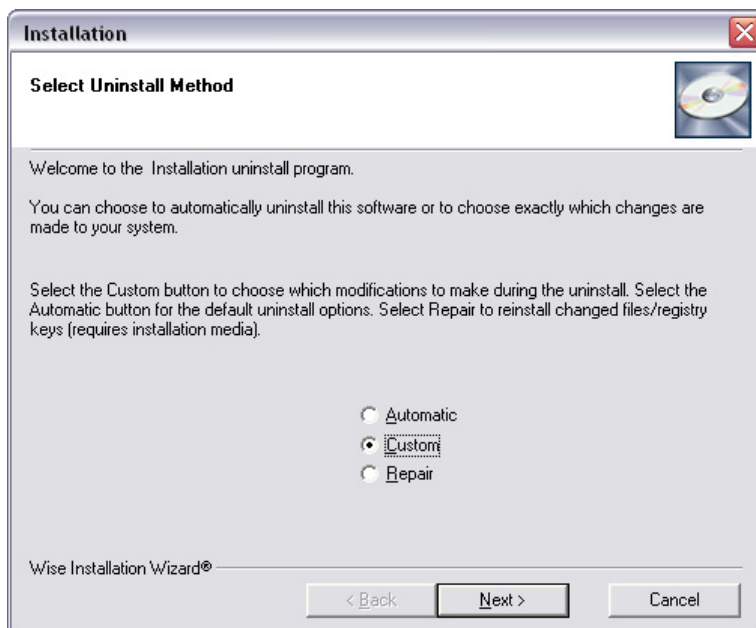 Installation
Select Uninstall Method
Welcome to the  Installation uninstall program.
You can choose to automatically uninstall this software or to choose exactly which changes are
made to your system.
Select the Custom button to choose which modifications to make during the uninstall. Select the
Automatic button for the default uninstall options. Select Repair to reinstall changed files/registry
keys (requires installation media).
Automatic
Custom
Repair
Wise Installation Wizard®
< Back
Next >
Cancel